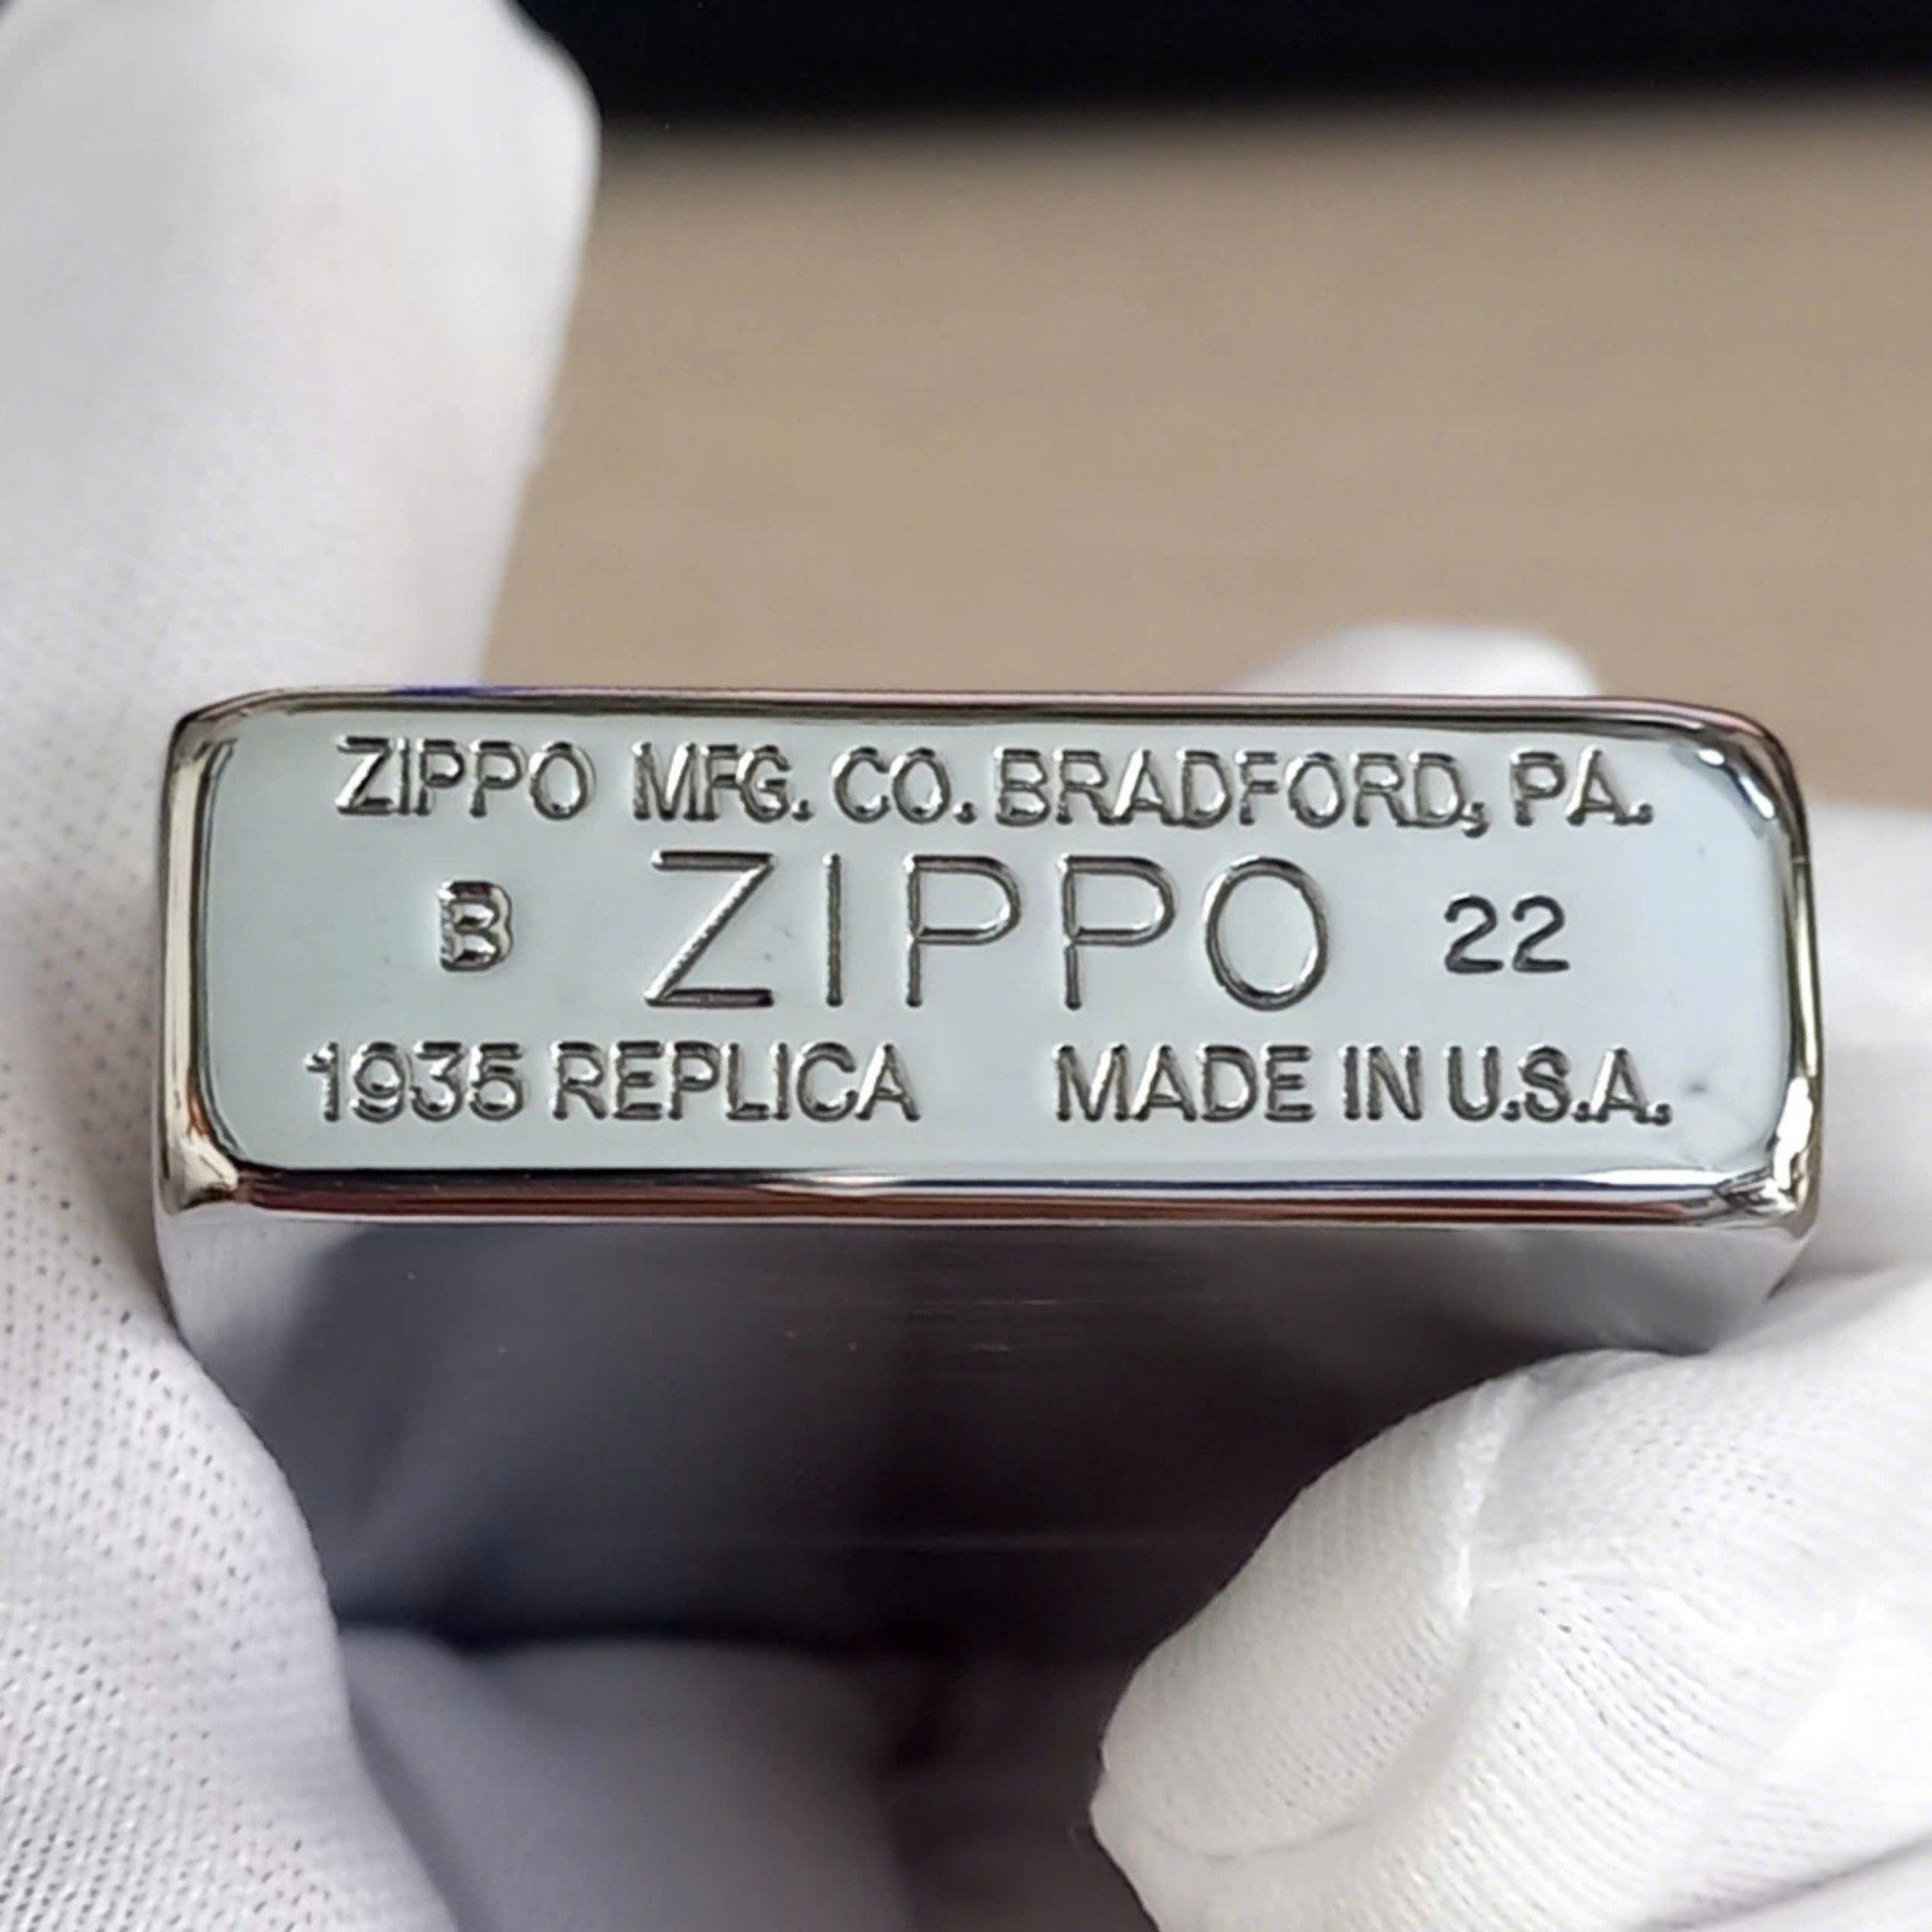 ZIPPO MFG. CO. BRADFORD, PA.
B ZIPPO 22
1935 REPLICA MADE IN U.S.A.